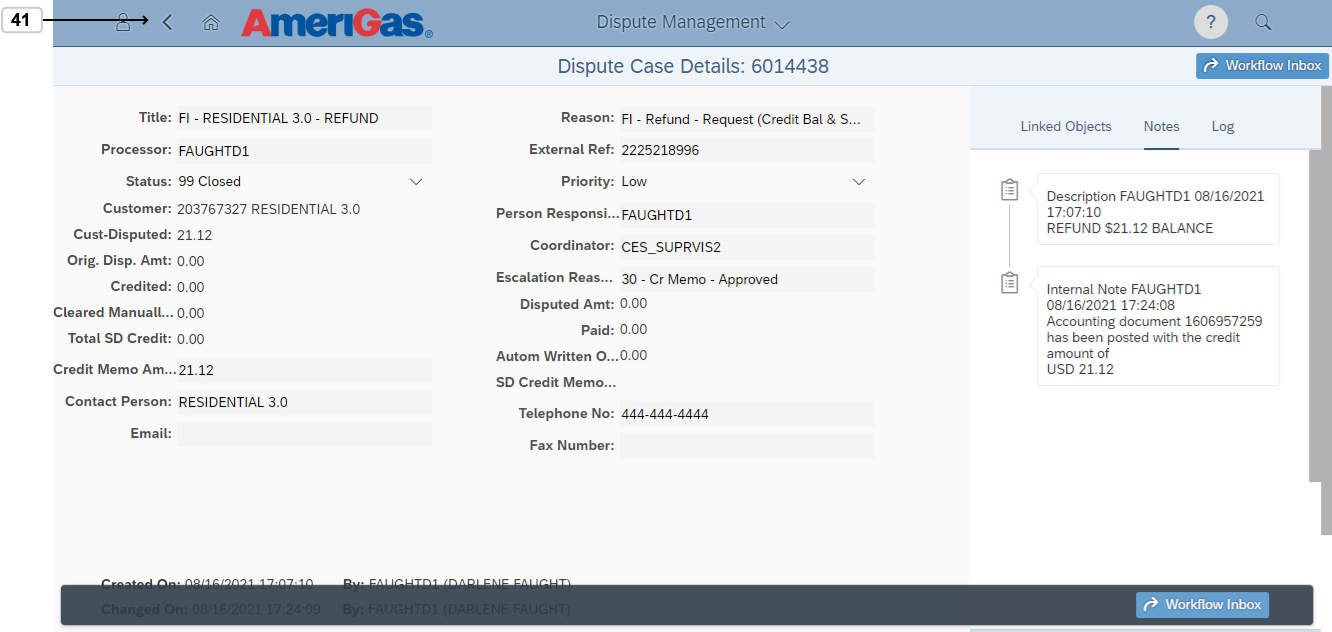 41
AmeriGas®
Dispute Management
?
Dispute Case Details: 6014438
Workflow Inbox
Title: FI - RESIDENTIAL 3.0 - REFUND
Processor: FAUGHTD1
Status: 99 Closed
Customer: 203767327 RESIDENTIAL 3.0
Cust-Disputed: 21.12
Orig. Disp. Amt: 0.00
Credited: 0.00
Cleared Manuall... 0.00
Total SD Credit: 0.00
Credit Memo Am... 21.12
Contact Person: RESIDENTIAL 3.0
Email:
Reason: FI - Refund - Request (Credit Bal & S...
External Ref: 2225218996
Priority: Low
Person Responsi... FAUGHTD1
Coordinator: CES_SUPRVIS2
Escalation Reas... 30 - Cr Memo - Approved
Disputed Amt: 0.00
Paid: 0.00
Autom Written O... 0.00
SD Credit Memo...
Telephone No: 444-444-4444
Fax Number:
Linked Objects Notes Log
Description FAUGHTD1 08/16/2021
17:07:10
REFUND $21.12 BALANCE
Internal Note FAUGHTD1
08/16/2021 17:24:08
Accounting document 1606957259
has been posted with the credit
amount of
USD 21.12
Created On: 08/16/2021 17:07:10 By: FAUGHTD1 (DARLENE FAUGHT)
Changed On: 08/16/2021 17:24:09 By: FAUGHTD1 (DARLENE FAUGHT)
Workflow Inbox